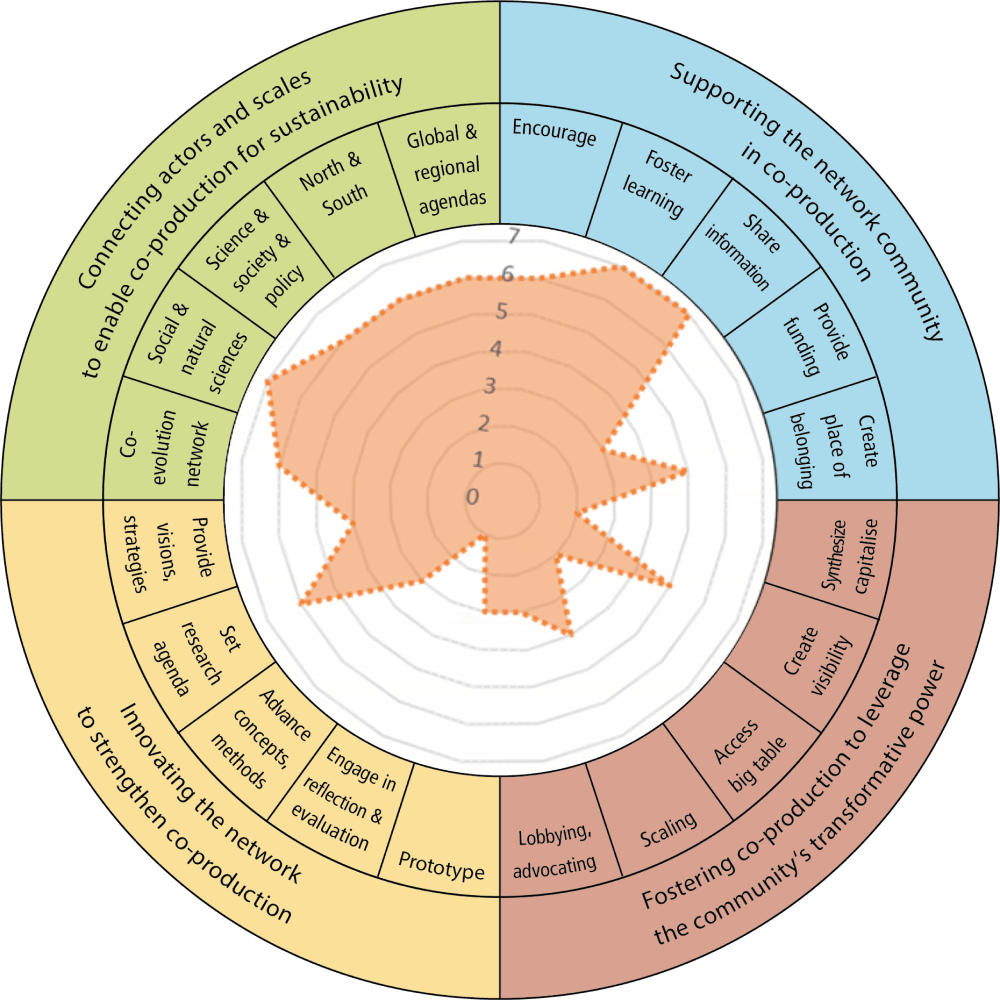 Connecting actors and scales
to enable co-production for sustainability
Supporting the network community
in co-production
Global &
regional
agendas
North &
South
Science &
society &
policy
Social &
natural
sciences
Co-
evolution
network
Encourage
Foster
learning
Share
information
Provide
funding
Create
place of
belonging
7
6
5
4
3
2
1
0
Synthesize
capitalise
Create
visibility
Access
big table
Scaling
Lobbying,
advocating
Fostering co-production to leverage
the community's transformative power
Provide
visions,
strategies
Set
research
agenda
Advance
concepts,
methods
Engage in
reflection &
evaluation
Prototype
Innovating the network
to strengthen co-production